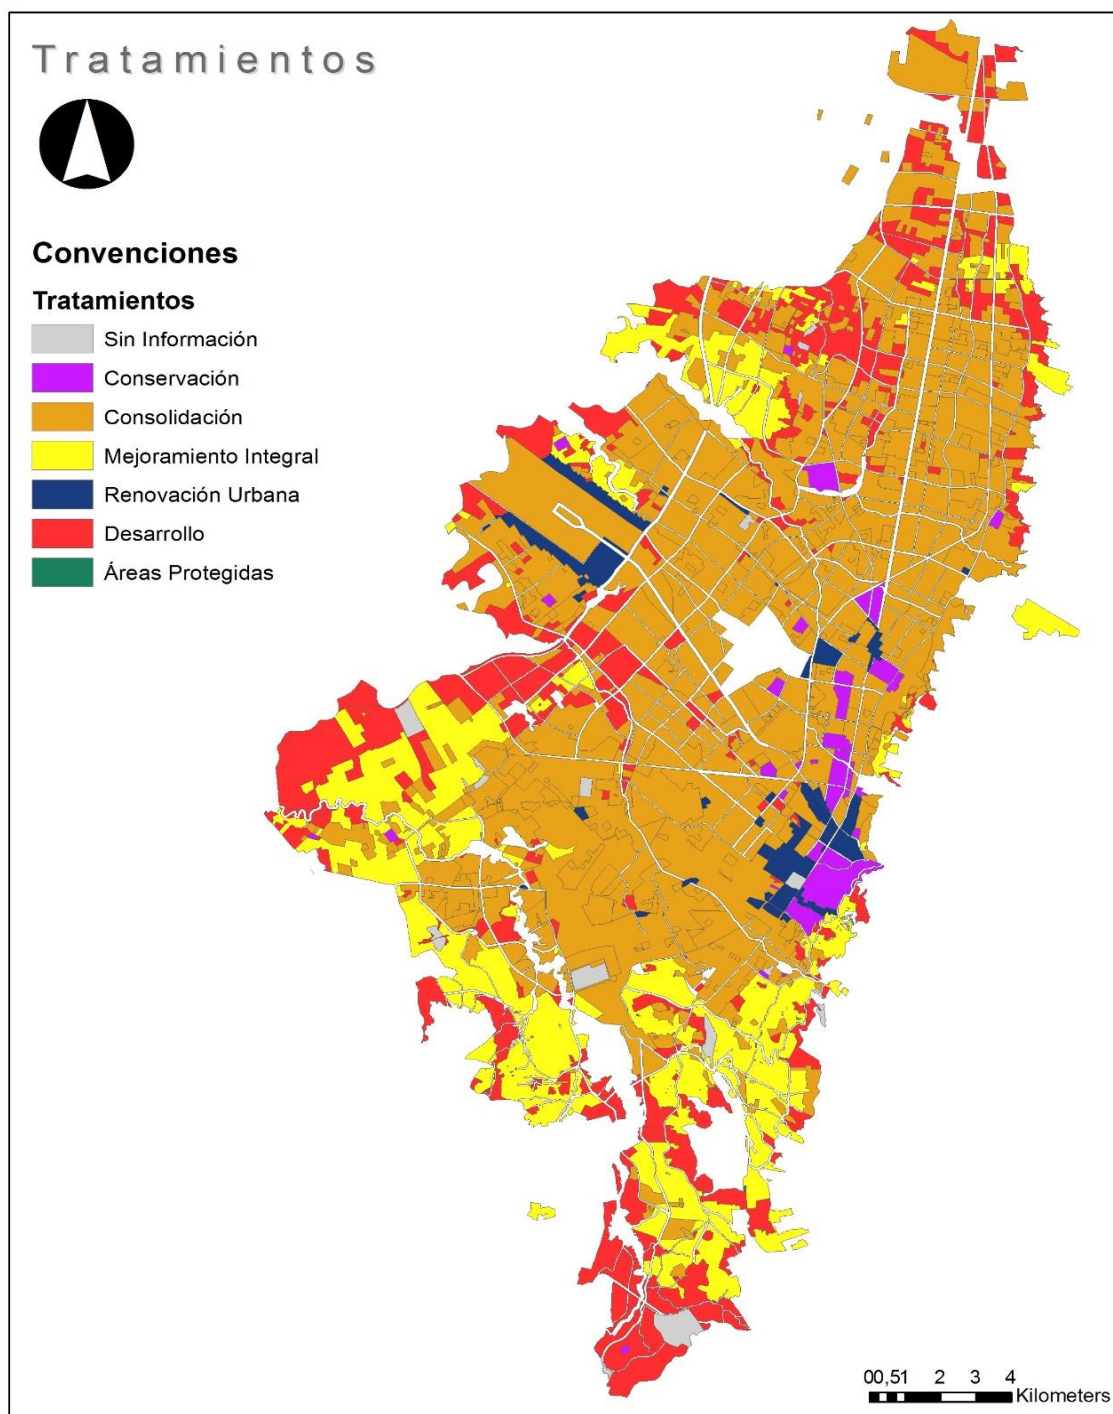 Tratamientos
Convenciones
Tratamientos
Sin Información
Conservación
Consolidación
Mejoramiento Integral
Renovación Urbana
Desarrollo
Áreas Protegidas
00,51 2 3 4
Kilometers